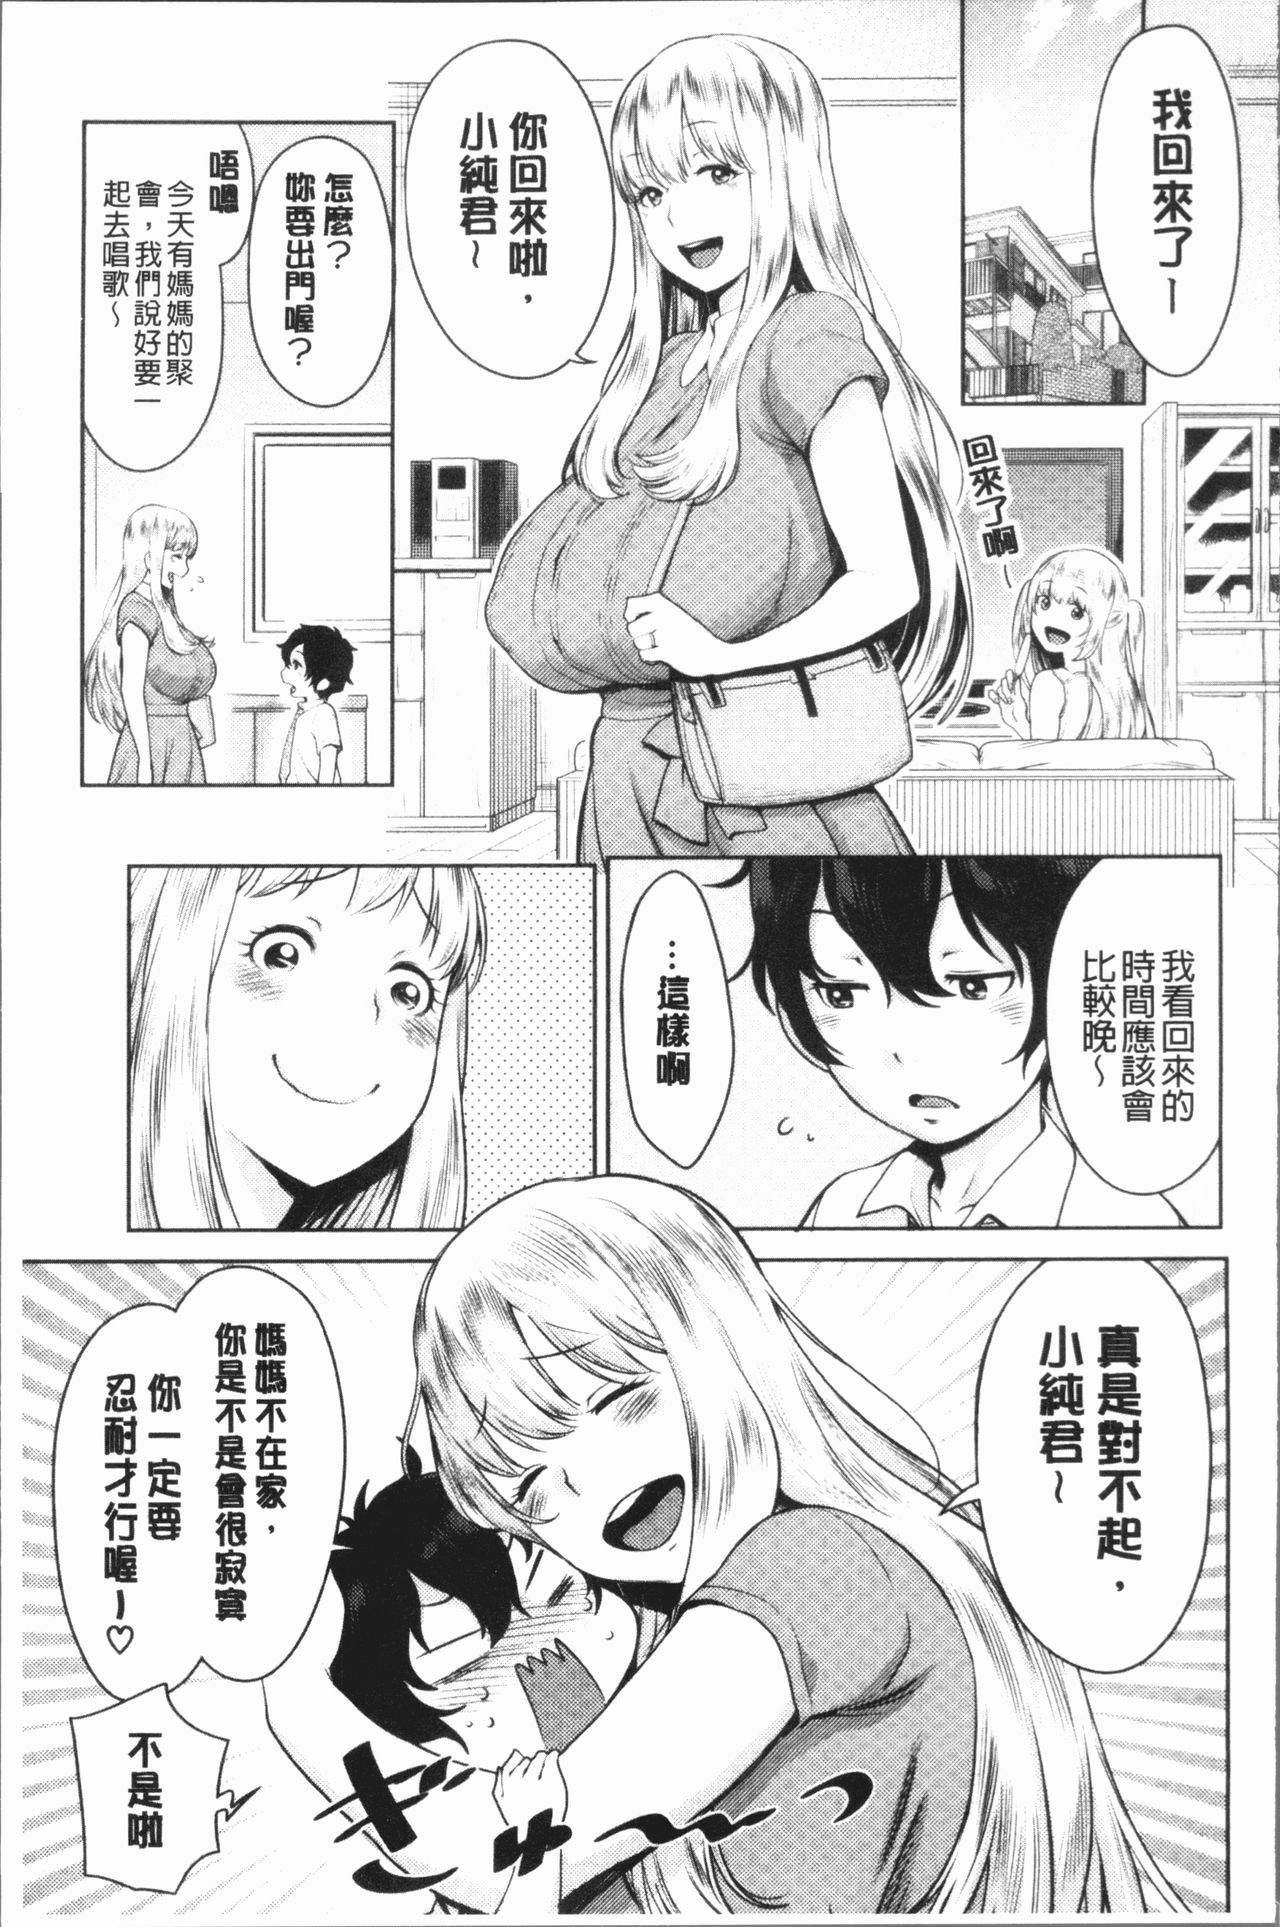 我回來了～
你回來啦，
小純君～
回來了啊～
怎麼？
妳要出門喔？
唔嗯
今天有媽媽的聚
會，我們說好要一
起去唱歌～
我看回來的
時間應該會
比較晚～
…這樣啊
真是對不起，
小純君～
媽媽不在家，
你是不是會很寂寞
你一定要
忍耐才行喔～♡
不是啦
ギゅ～～